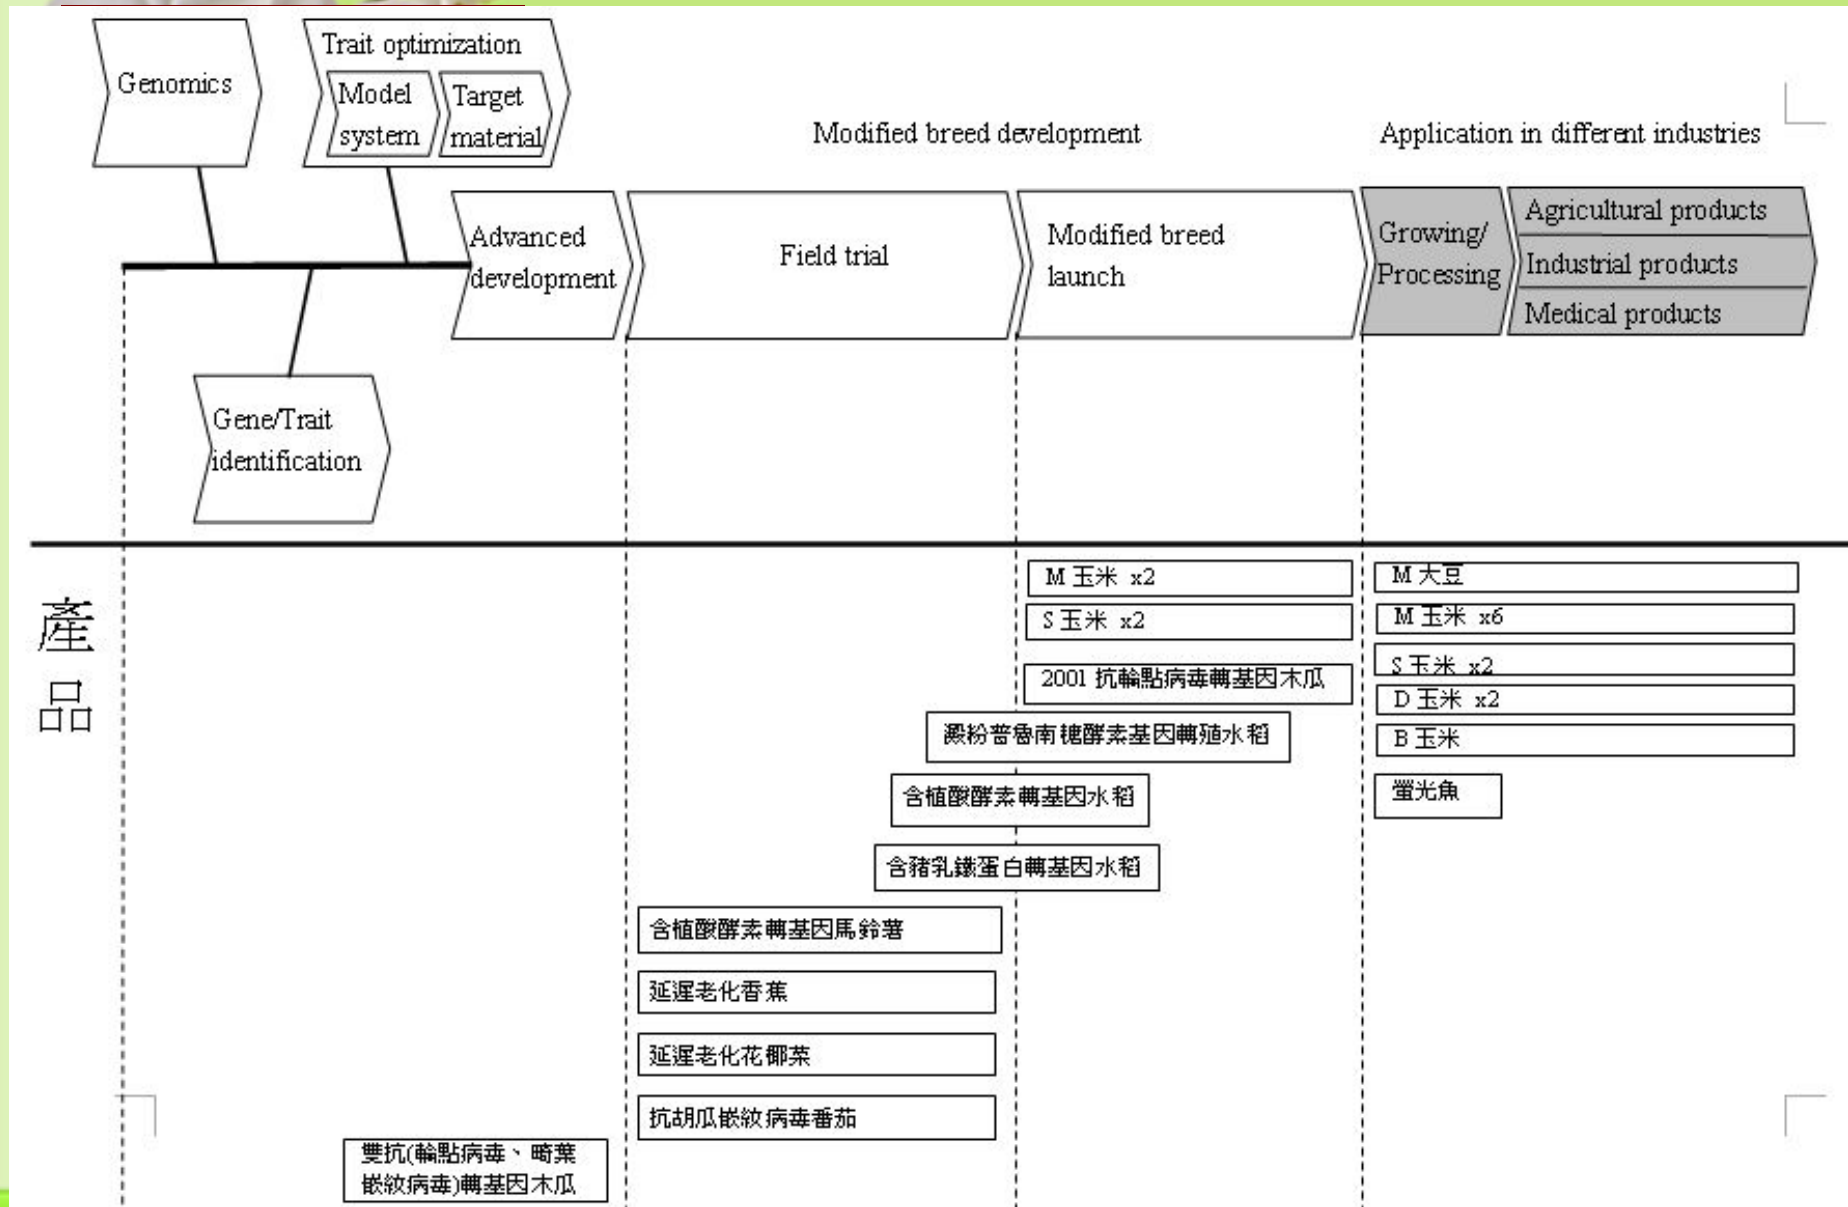 Genomics
Trait optimization
Model
system
Target
material
Modified breed development
Application in different industries
Advanced
development
Field trial
Modified breed
launch
Growing/
Processing
Agricultural products
Industrial products
Medical products
Gene/Trait
identification
產
品
M 玉米 x2
S 玉米 x2
2001 抗輪點病毒轉基因木瓜
澱粉普魯南糖酵素基因轉殖水稻
含植酸酵素轉基因水稻
含豬乳鐵蛋白轉基因水稻
含植酸酵素轉基因馬鈴薯
延遲老化香蕉
延遲老化花椰菜
抗胡瓜嵌紋病毒番茄
雙抗(輪點病毒、畸葉
嵌紋病毒)轉基因木瓜
M 大豆
M 玉米 x6
S 玉米 x2
D 玉米 x2
B 玉米
螢光魚